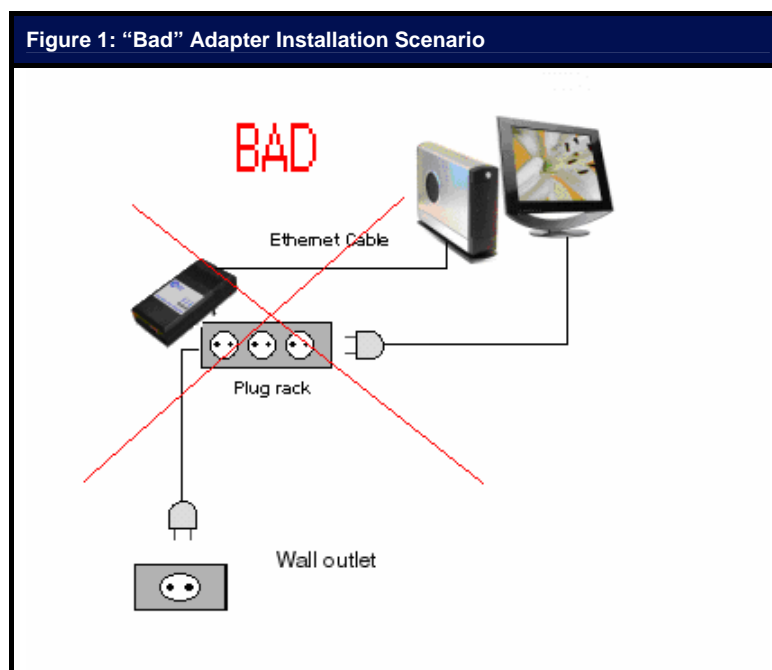 Figure 1: “Bad” Adapter Installation Scenario
BAD
Ethernet Cable
Plug rack
Wall outlet